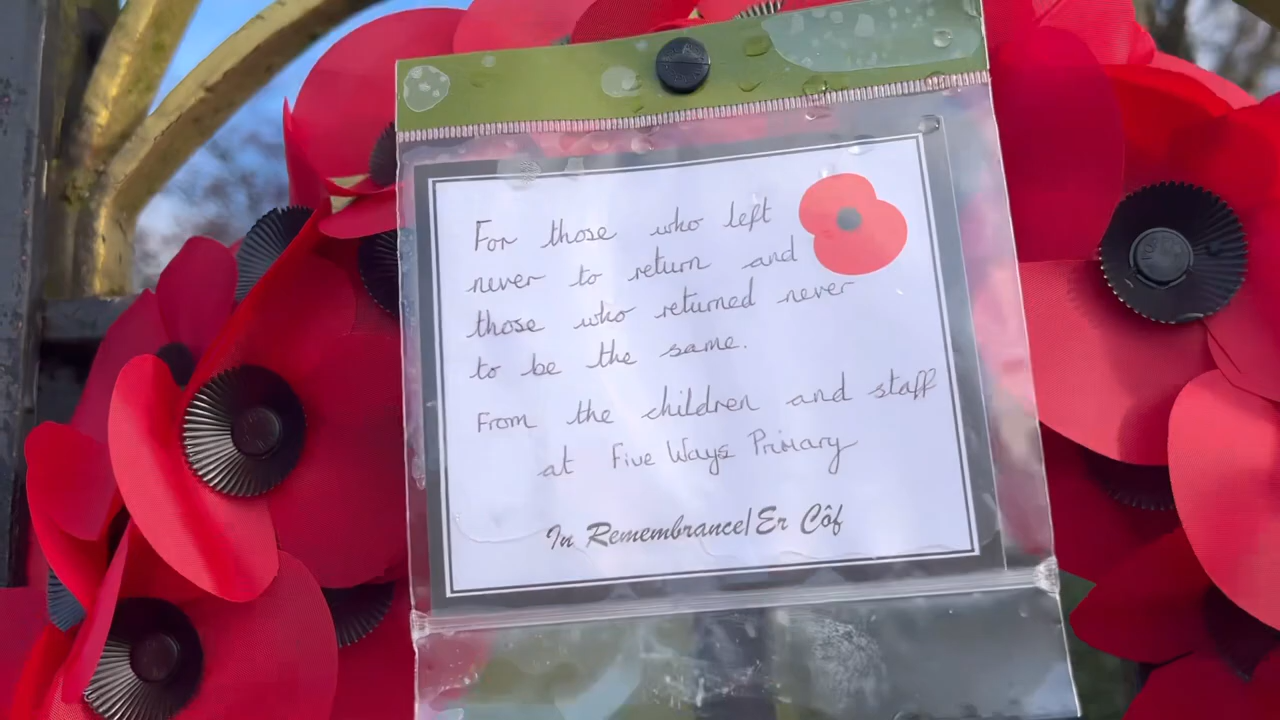 For those who left
never to return and
those who returned never
to be the same.
From the children and staff
at Five Ways Primary
In Remembrance/Er Côf